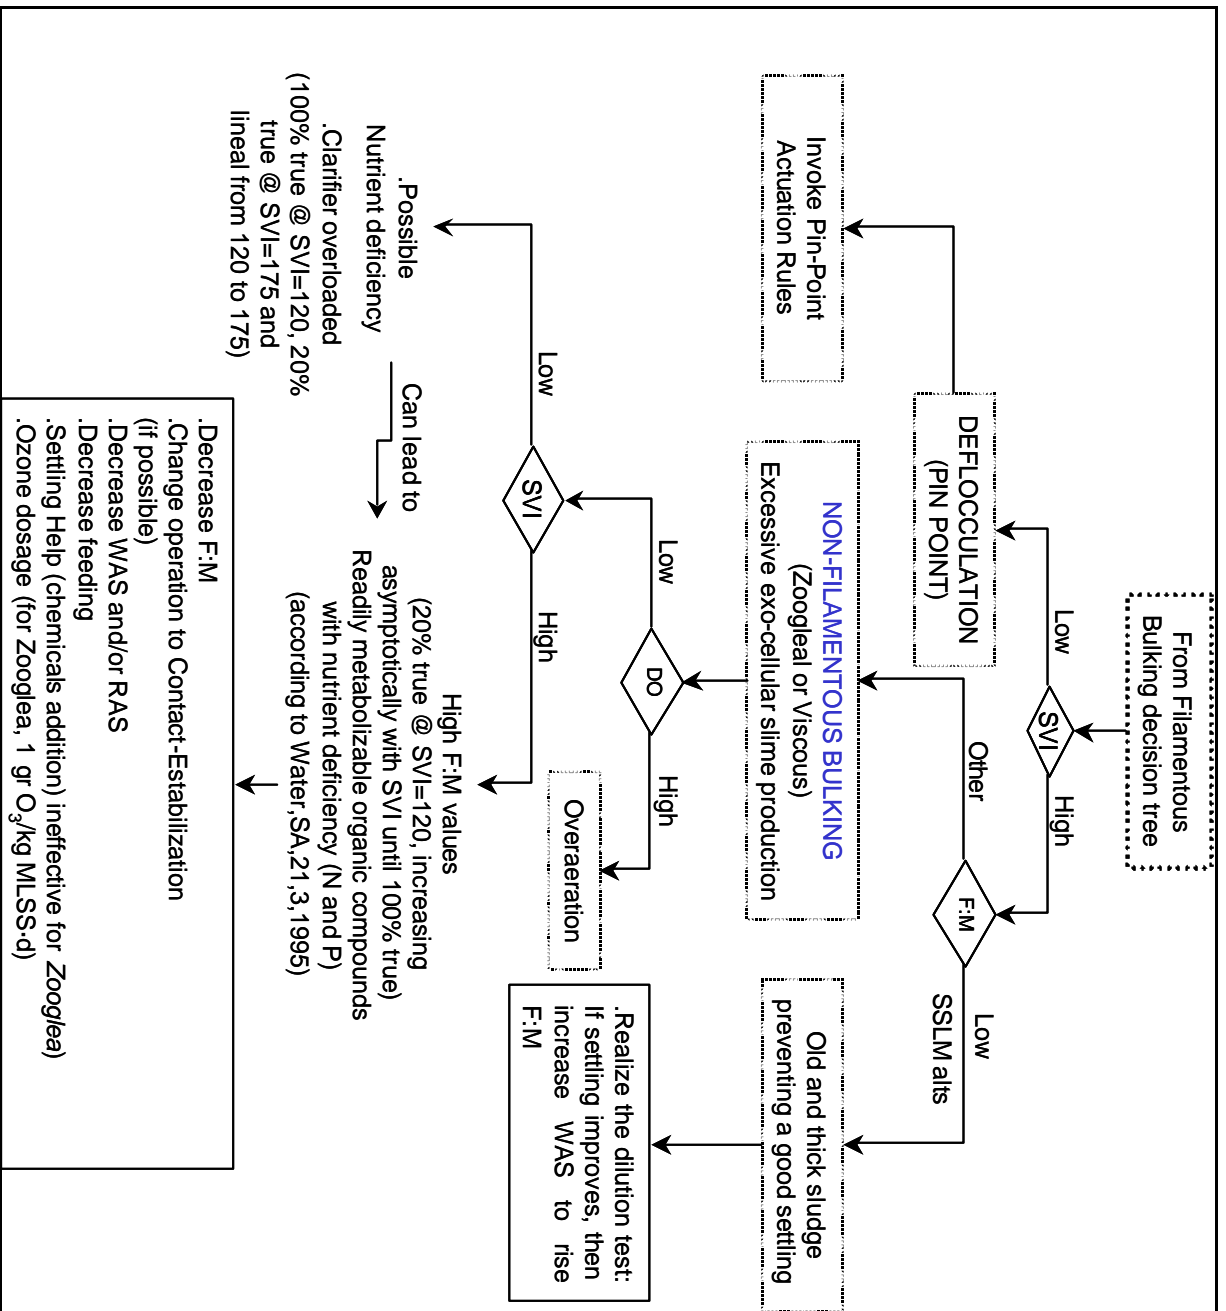 From Filamentous
Bulking decision tree
SVI
Low
High
DEFLOCCULATION
(PIN POINT)
F:M
Other
Low
SSLM alts
Invoke Pin-Point
Actuation Rules
NON-FILAMENTOUS BULKING
(Zoogleal or Viscous)
Excessive exo-cellular slime production
Old and thick sludge
preventing a good settling
DO
Low
High
.Realize the dilution test:
If settling improves, then
increase WAS to rise
F:M
SVI
Low
High
Overaeration
.Possible
Nutrient deficiency
.Clarifier overloaded
(100% true @ SVI=120, 20%
true @ SVI=175 and
lineal from 120 to 175)
Can lead to
High F:M values
(20% true @ SVI=120, increasing
asymptotically with SVI until 100% true)
Readily metabolizable organic compounds
with nutrient deficiency (N and P)
(according to Water,SA,21,3,1995)
.Decrease F:M
.Change operation to Contact-Estabilization
(if possible)
.Decrease WAS and/or RAS
.Decrease feeding
.Settling Help (chemicals addition) ineffective for Zooglea)
.Ozone dosage (for Zooglea, 1 gr O₃/kg MLSS·d)